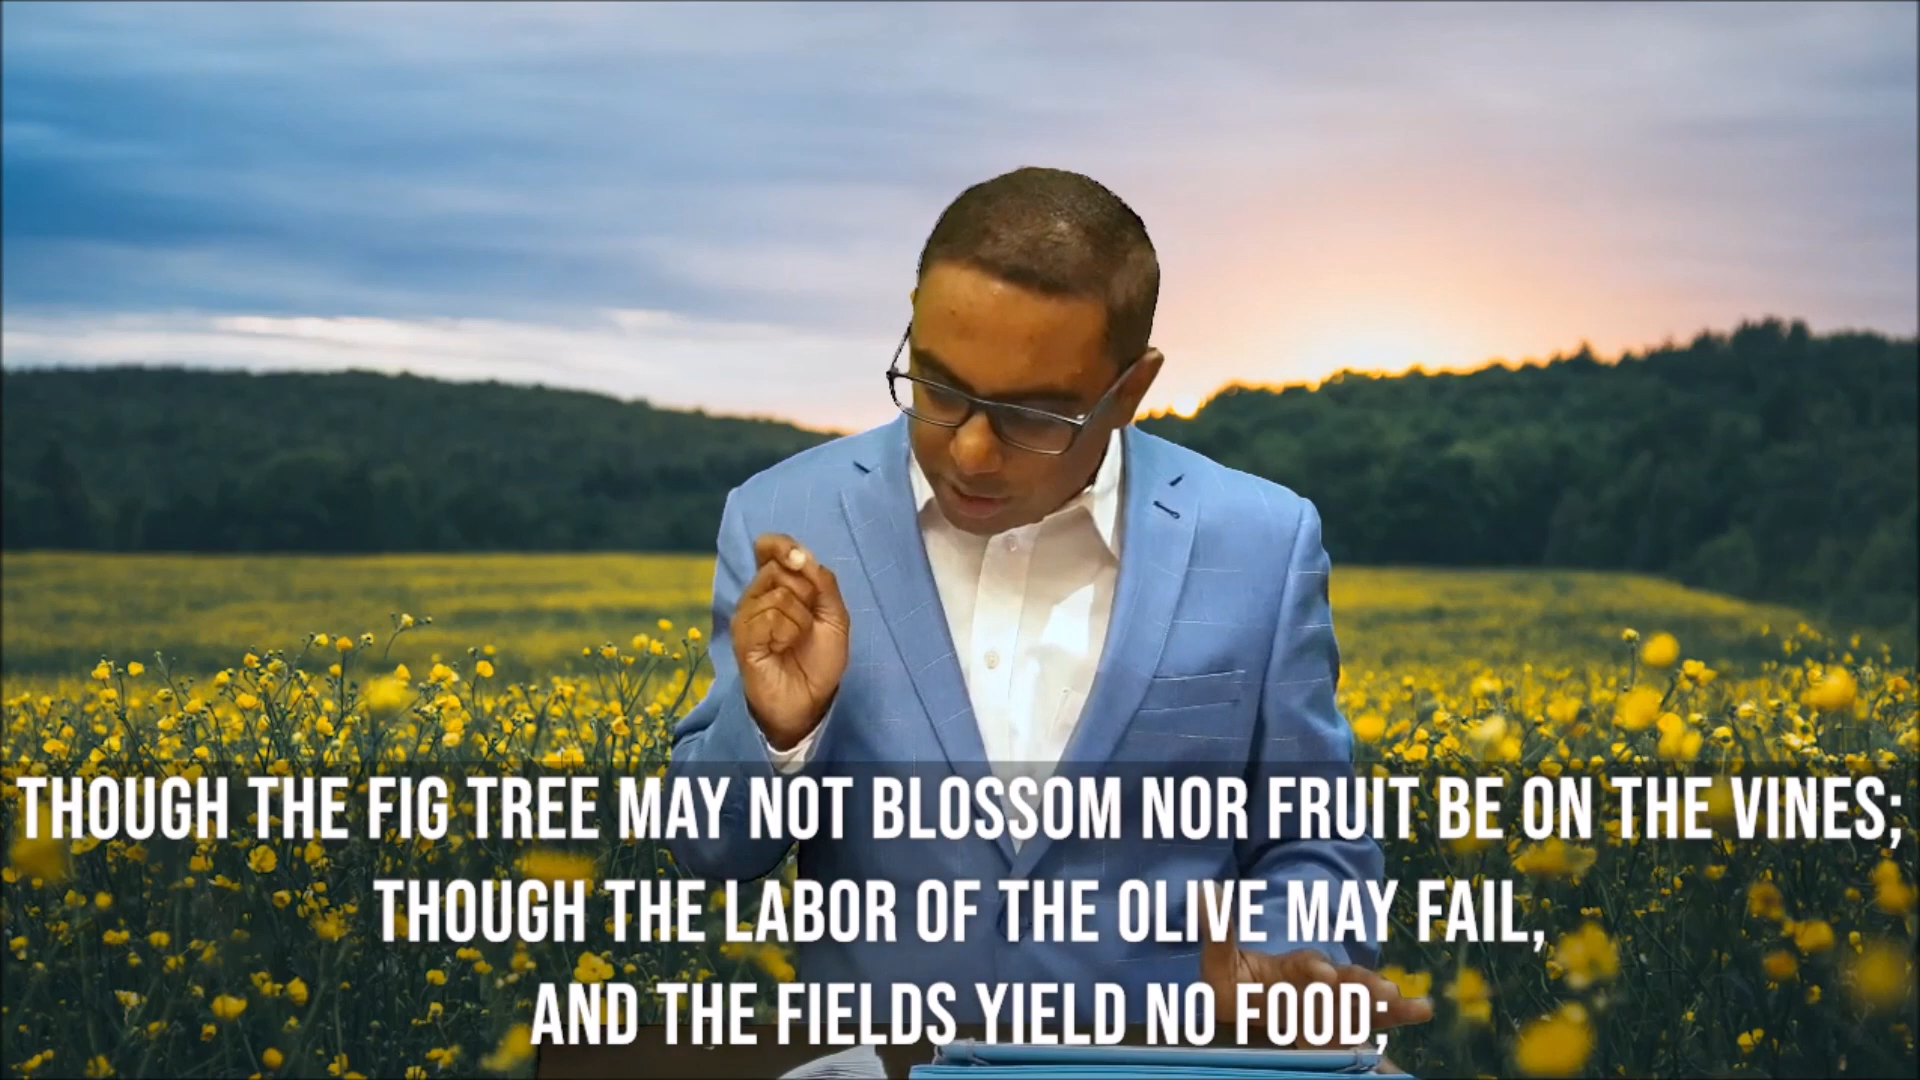 THOUGH THE FIG TREE MAY NOT BLOSSOM NOR FRUIT BE ON THE VINES;
THOUGH THE LABOR OF THE OLIVE MAY FAIL,
AND THE FIELDS YIELD NO FOOD;